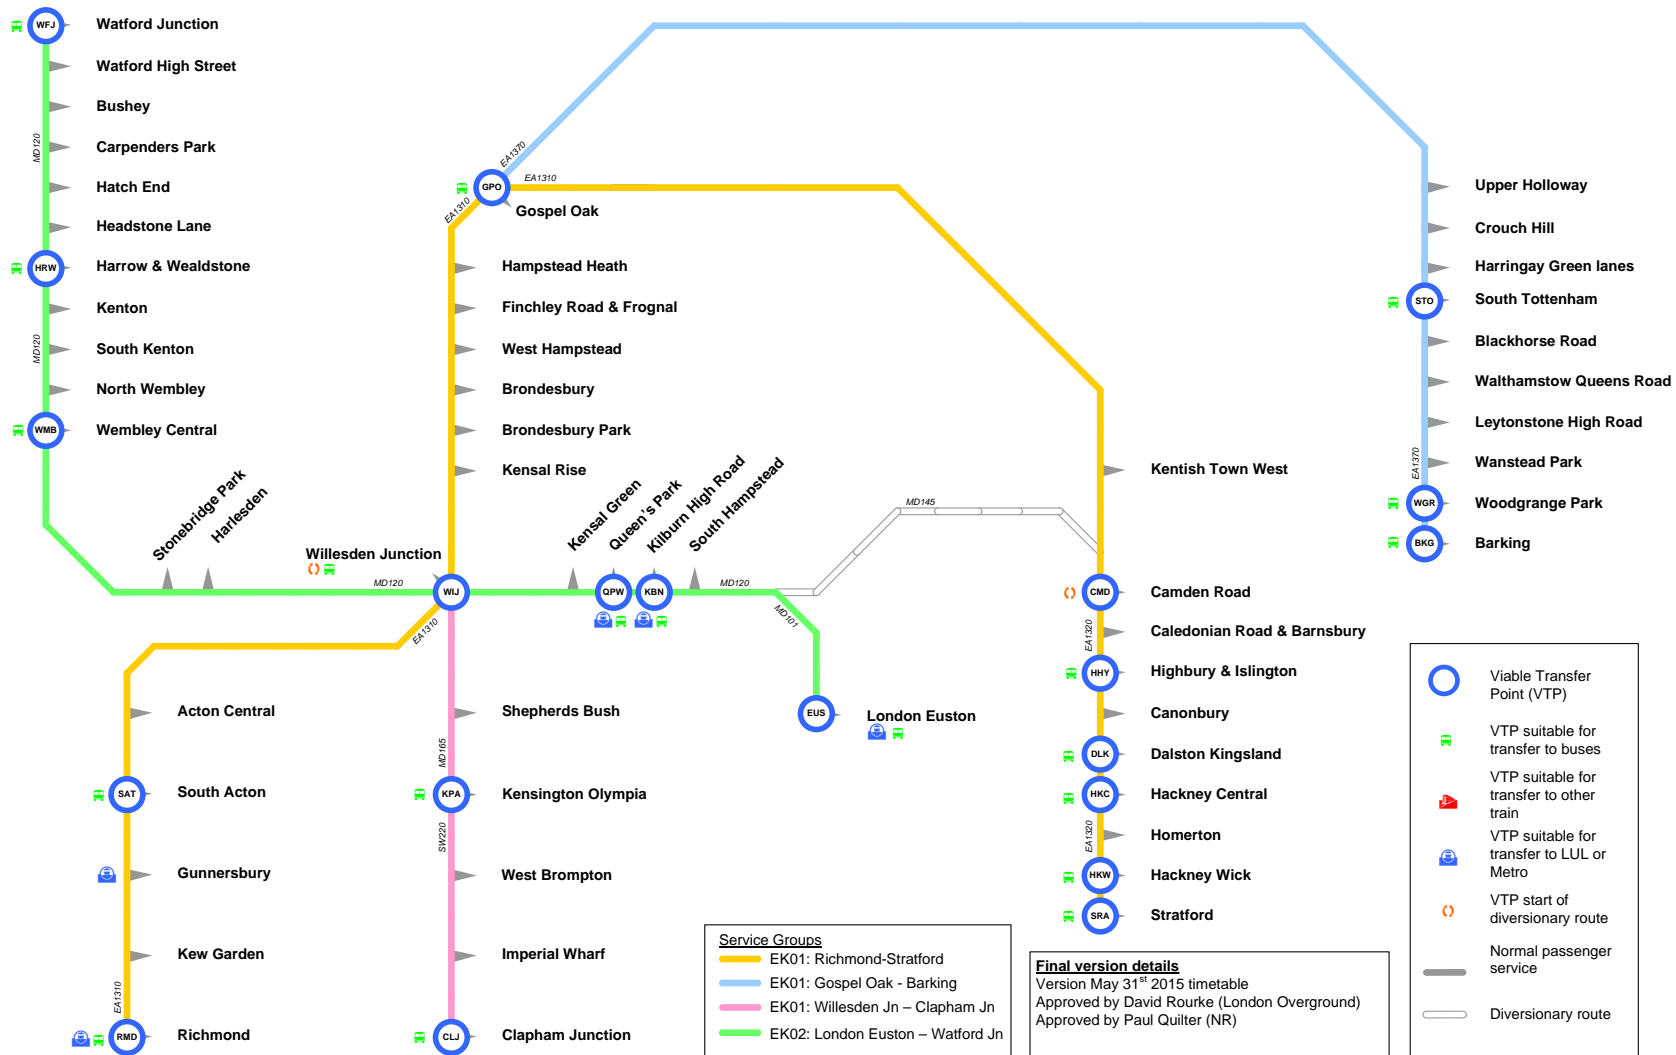 WFJ
Watford Junction
Watford High Street
Bushey
MD120
Carpenders Park
Hatch End
Headstone Lane
HRW
Harrow & Wealdstone
Kenton
MD120
South Kenton
North Wembley
WMB
Wembley Central
Stonebridge Park
Harlesden
Willesden Junction
MD120
WIJ
EA1310
Acton Central
SAT
South Acton
Gunnersbury
Kew Garden
EA1310
RMD
Richmond
EA1370
GPO
EA1310
EA1310
Gospel Oak
Hampstead Heath
Finchley Road & Frognal
West Hampstead
Brondesbury
Brondesbury Park
Kensal Rise
Kensal Green
Queen's Park
Kilburn High Road
South Hampstead
QPW
KBN
MD120
MD101
MD145
EUS
London Euston
Shepherds Bush
MD165
KPA
Kensington Olympia
SW220
West Brompton
Imperial Wharf
CLJ
Clapham Junction
Kentish Town West
CMD
Camden Road
EA1320
Caledonian Road & Barnsbury
HHY
Highbury & Islington
Canonbury
DLK
Dalston Kingsland
HKC
Hackney Central
EA1320
Homerton
HKW
Hackney Wick
SRA
Stratford
Upper Holloway
Crouch Hill
Harringay Green lanes
STO
South Tottenham
Blackhorse Road
Walthamstow Queens Road
Leytonstone High Road
EA1370
Wanstead Park
WGR
Woodgrange Park
BKG
Barking
Service Groups
EK01: Richmond-Stratford
EK01: Gospel Oak - Barking
EK01: Willesden Jn – Clapham Jn
EK02: London Euston – Watford Jn
Final version details
Version May 31st 2015 timetable
Approved by David Rourke (London Overground)
Approved by Paul Quilter (NR)
Viable Transfer
Point (VTP)
VTP suitable for
transfer to buses
VTP suitable for
transfer to other
train
VTP suitable for
transfer to LUL or
Metro
VTP start of
diversionary route
Normal passenger
service
Diversionary route